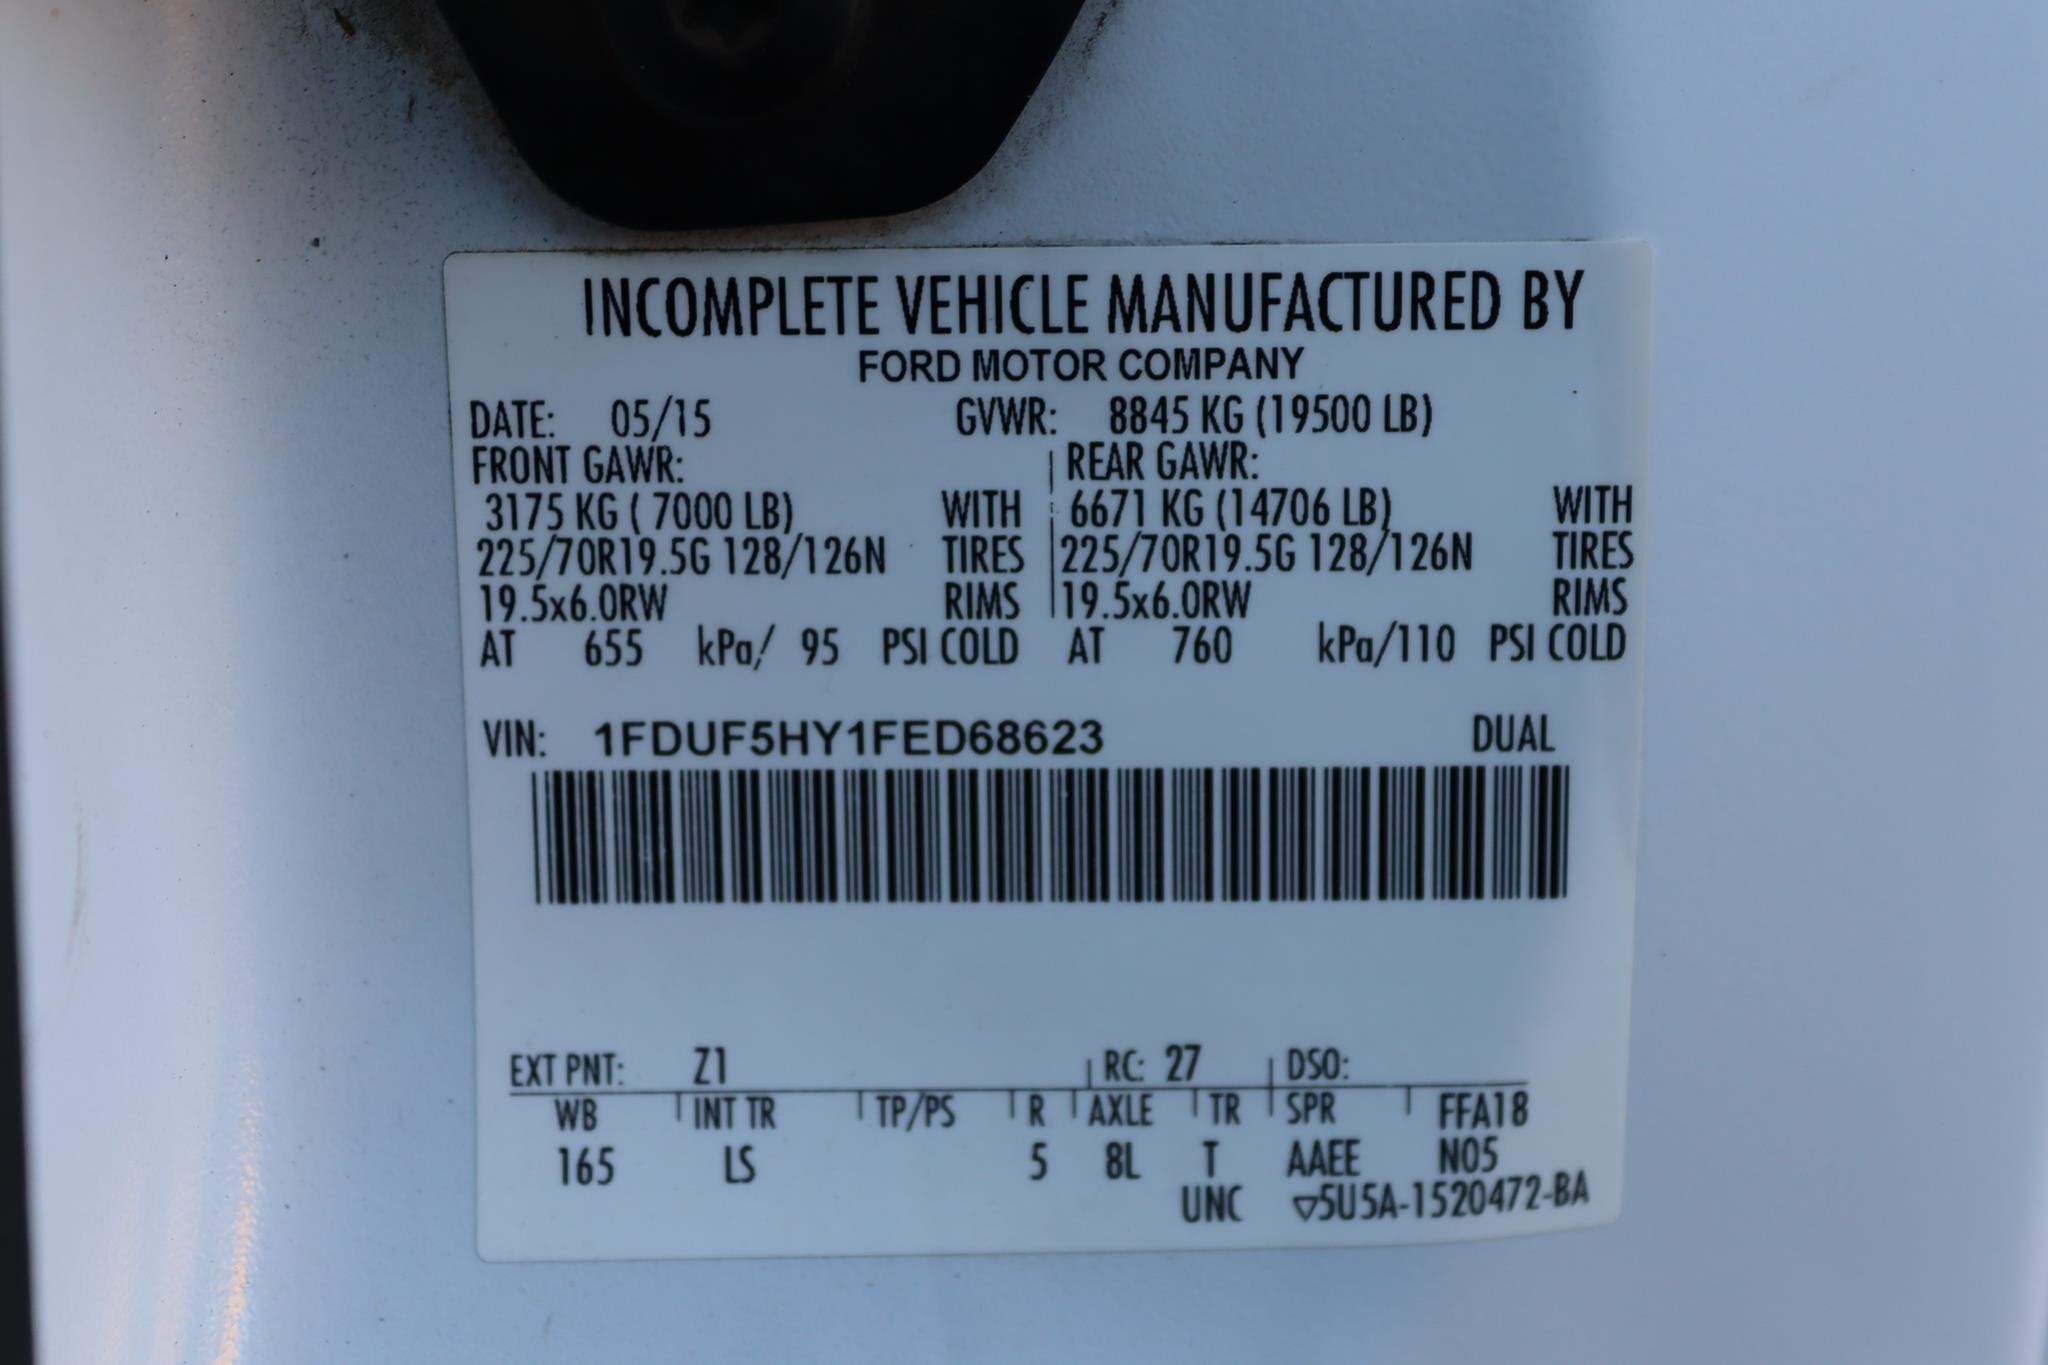 INCOMPLETE VEHICLE MANUFACTURED BY
FORD MOTOR COMPANY
DATE: 05/15 GVWR: 8845 KG (19500 LB)
FRONT GAWR: REAR GAWR:
3175 KG ( 7000 LB) WITH 6671 KG (14706 LB) WITH
225/70R19.5G 128/126N TIRES 225/70R19.5G 128/126N TIRES
19.5x6.0RW RIMS 19.5x6.0RW RIMS
AT 655 kPa/ 95 PSI COLD AT 760 kPa/110 PSI COLD
VIN: 1FDUF5HY1FED68623 DUAL
EXT PNT: Z1 RC: 27 DSO:
WB INT TR TP/PS R AXLE TR SPR FFA18
165 LS 5 8L T AAEE N05
UNC ▽5U5A-1520472-BA